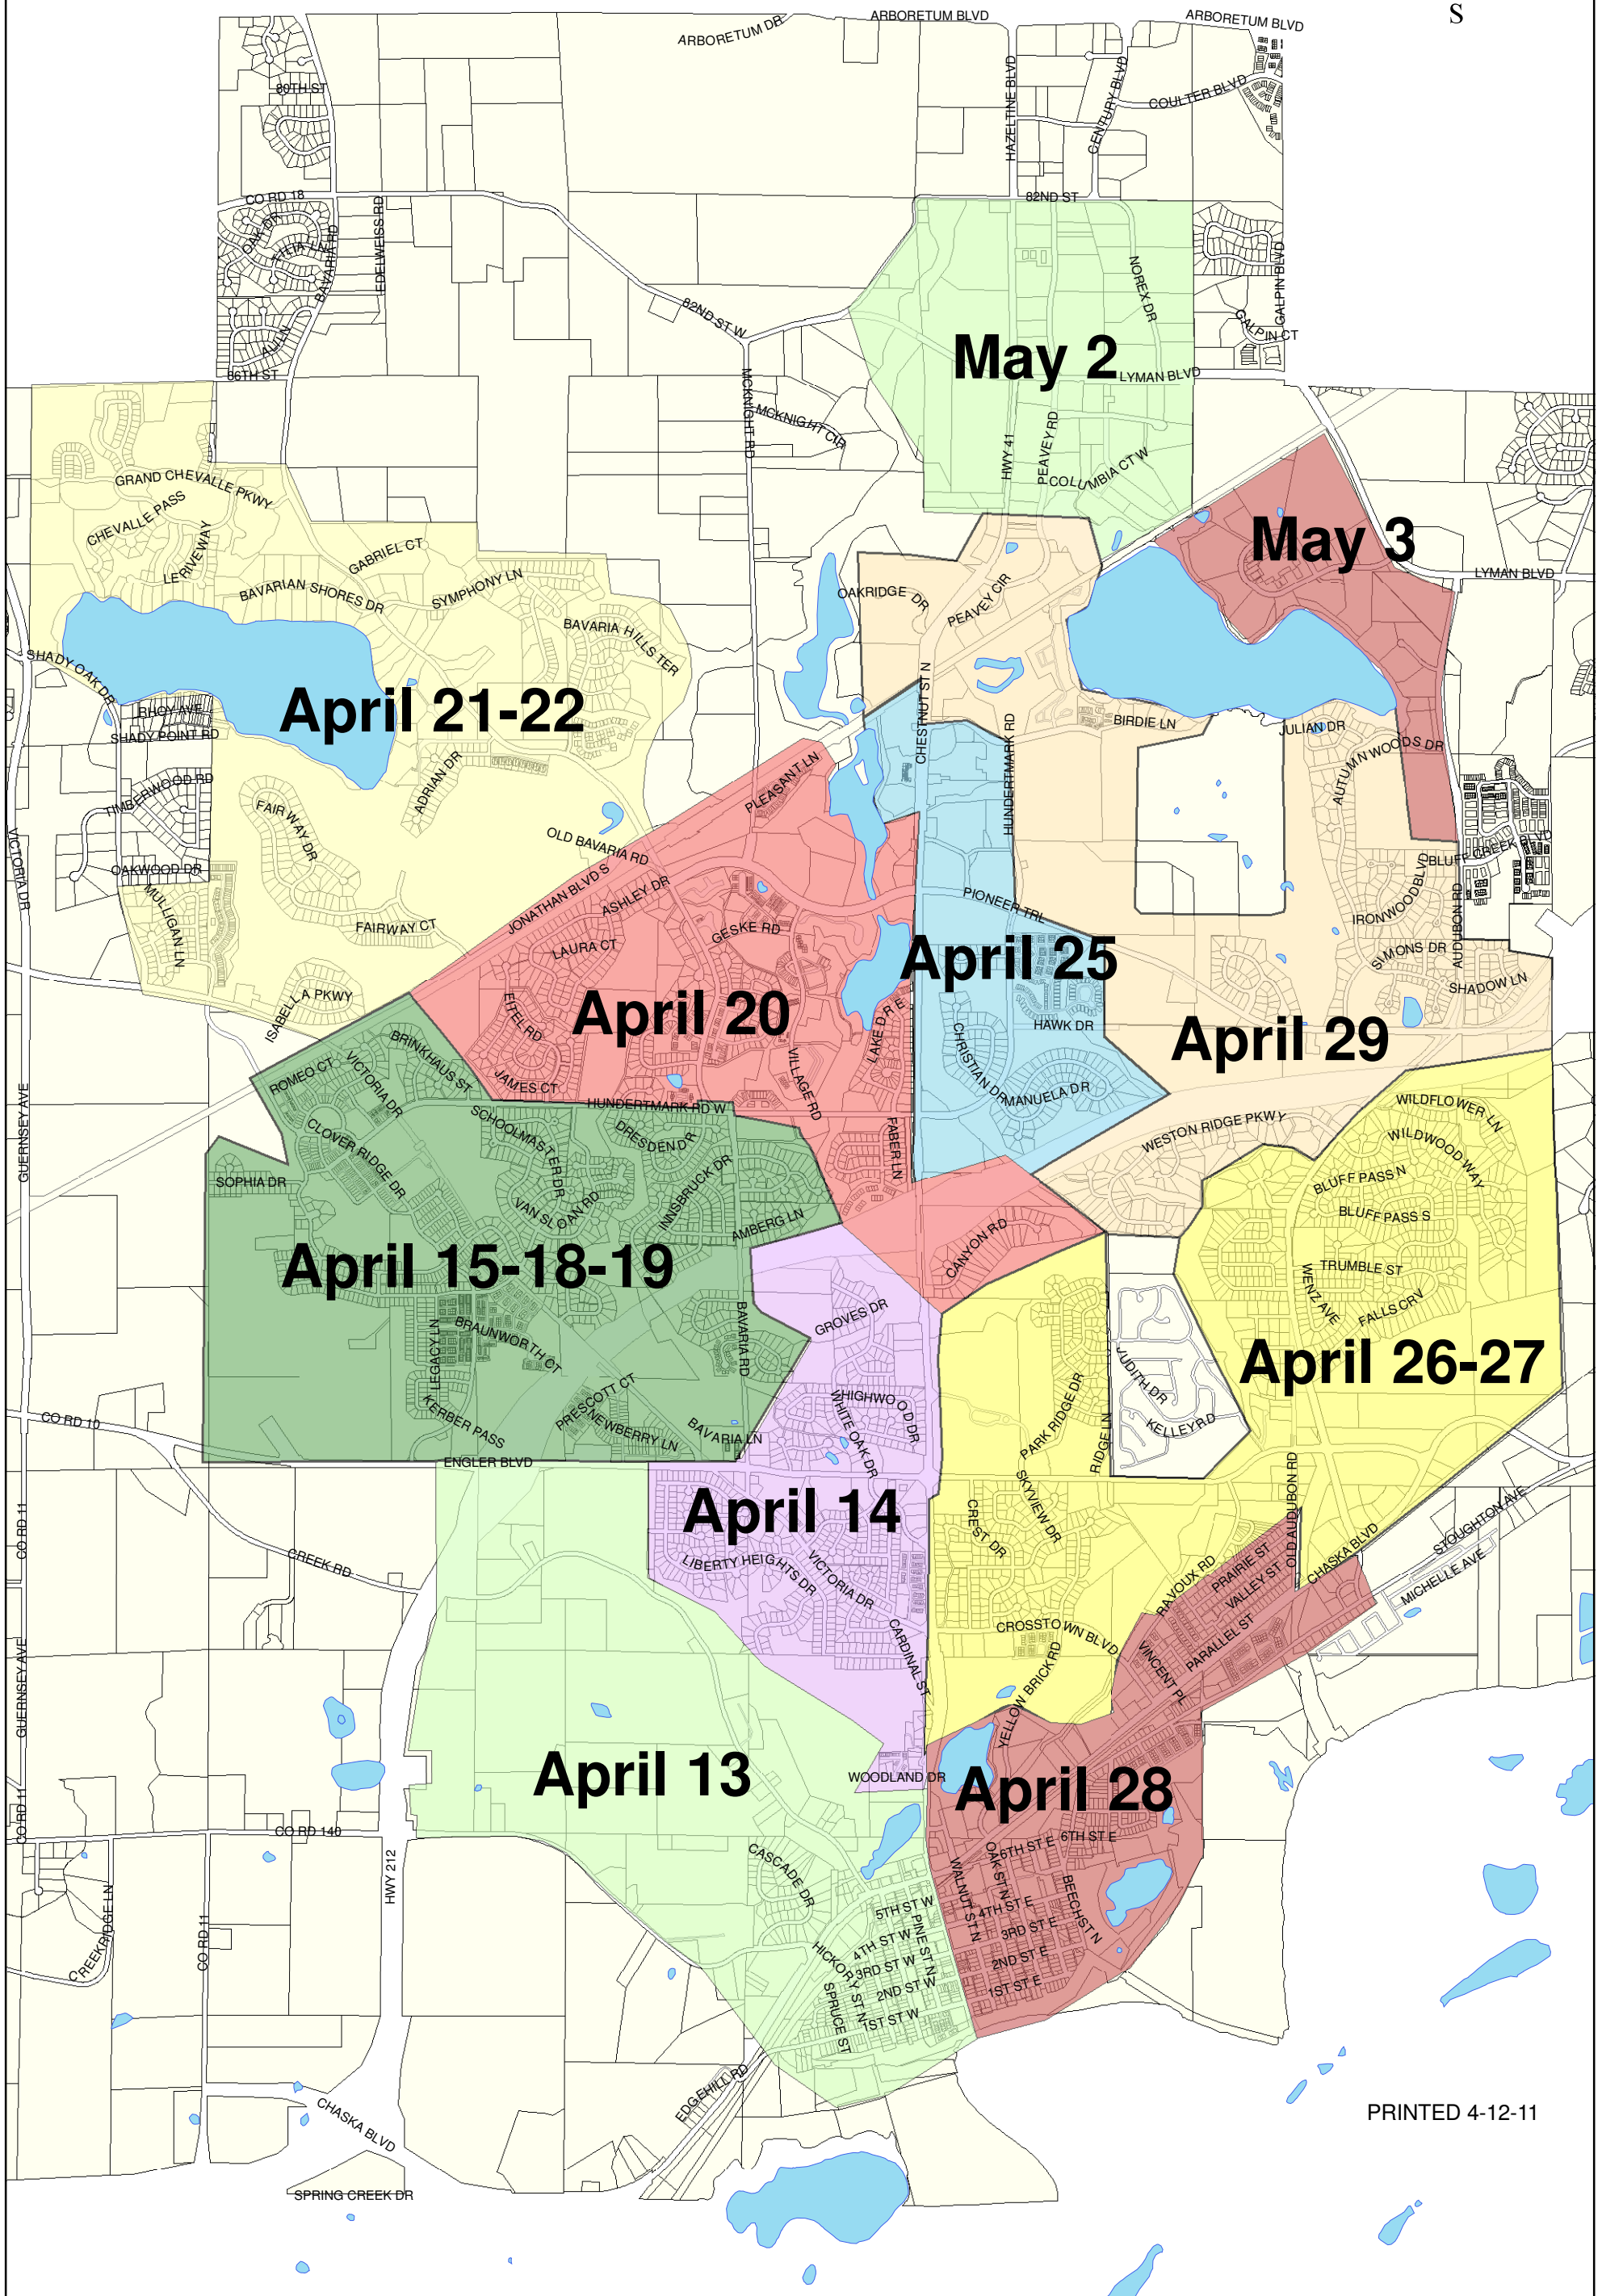 S
ARBORETUM BLVD
ARBORETUM BLVD
ARBORETUM DR
80TH ST
HAZELTINE BLVD
CENTURY BLVD
COULTER BLVD
CO RD 18
82ND ST
OAK DR
TILIA LN
BAVARIA RD
EDELWEISS RD
NOREX DR
GALPIN BLVD
82ND ST W
GALPIN CT
ALI LN
May 2
86TH ST
LYMAN BLVD
MCKNIGHT RD
MCKNIGHT CIR
HWY 41
PEAVEY RD
COLUMBIA CT W
GRAND CHEVALLE PKWY
CHEVALLE PASS
LE RIVEWAY
GABRIEL CT
May 3
LYMAN BLVD
BAVARIAN SHORES DR
SYMPHONY LN
OAKRIDGE DR
PEAVEY CIR
BAVARIA HILLS TER
SHADY OAK DR
CHESTNUT ST N
April 21-22
RHOY AVE
SHADY POINT RD
BIRDIE LN
JULIAN DR
HUNDERTMARK RD
AUTUMN WOODS DR
TIMBERWOOD RD
ADRIAN DR
PLEASANT LN
FAIRWAY DR
OLD BAVARIA RD
VICTORIA DR
OAKWOOD DR
BLUFF CREEK BLVD
MULLIGAN LN
JONATHAN BLVD S
ASHLEY DR
PIONEER TRL
IRONWOOD BLVD
AUDUBON RD
FAIRWAY CT
LAURA CT
GESKE RD
April 25
SIMONS DR
SHADOW LN
ISABELLA PKWY
EITEL RD
April 20
LAKE DR E
HAWK DR
April 29
CHRISTIAN DR
MANUELA DR
BRINKHAUS ST
ROMEO CT
VICTORIA DR
JAMES CT
VILLAGE RD
GUERNSEY AVE
HUNDERTMARK RD W
FABER LN
WESTON RIDGE PKWY
WILDFLOWER LN
WILDWOOD WAY
SCHOOLMASTER DR
DRESDEN DR
CLOVER RIDGE DR
INNSBRUCK DR
SOPHIA DR
VAN SLOAN RD
AMBERG LN
BLUFF PASS N
BLUFF PASS S
CANYON RD
April 15-18-19
TRUMBLE ST
WENZ AVE
FALLS CRV
GROVES DR
LEGACY LN
BRAUNWORTH CT
BAVARIA RD
April 26-27
JUDITH DR
KELLEY RD
HIGHWOOD DR
WHITE OAK DR
PARK RIDGE DR
RIDGE LN
CO RD 10
KERBER PASS
PRESCOTT CT
NEWBERRY LN
BAVARIA LN
ENGLER BLVD
SKYVIEW DR
OLD AUDUBON RD
April 14
CREST DR
STOUGHTON AVE
CO RD 11
CREEK RD
LIBERTY HEIGHTS DR
VICTORIA DR
CHASKA BLVD
MICHELLE AVE
RAVOUX RD
PRAIRIE ST
VALLEY ST
PARALLEL ST
CARDINAL ST
CROSSTOWN BLVD
VINCENT PL
GUERNSEY AVE
YELLOW BRICK RD
April 13
WOODLAND DR
April 28
CO RD 11
CO RD 140
HWY 212
CASCADE DR
6TH ST E
6TH ST E
OAK ST N
WALNUT ST N
BEECH ST N
CREEKRIDGE LN
CO RD 11
5TH ST W
4TH ST E
PINE ST N
3RD ST E
HICKORY ST N
4TH ST W
3RD ST W
2ND ST E
2ND ST W
1ST ST E
SPRUCE ST
1ST ST W
EDGEHILL RD
CHASKA BLVD
PRINTED 4-12-11
SPRING CREEK DR